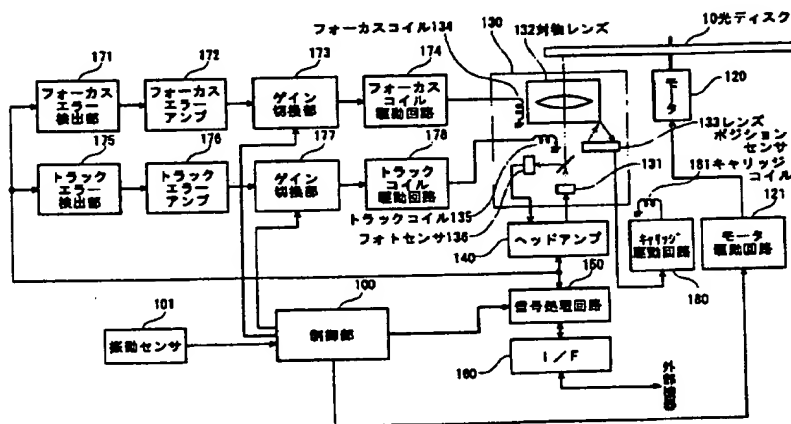 フォーカスコイル134
130
132対物レンズ
10光ディスク
171
フォーカス
エラー
検出部
172
フォーカス
エラー
アンプ
173
ゲイン
切換部
174
フォーカス
コイル
駆動回路
モータ
120
133レンズ
ポジション
センサ
175
トラック
エラー
検出部
176
トラック
エラー
アンプ
177
ゲイン
切換部
178
トラック
コイル
駆動回路
131
181キャリッジ
コイル
トラックコイル135
フォトセンサ136
121
モータ
駆動回路
キャリッジ
駆動回路
180
ヘッドアンプ
140
150
信号処理回路
100
制御部
101
振動センサ
I/F
160
外部機器